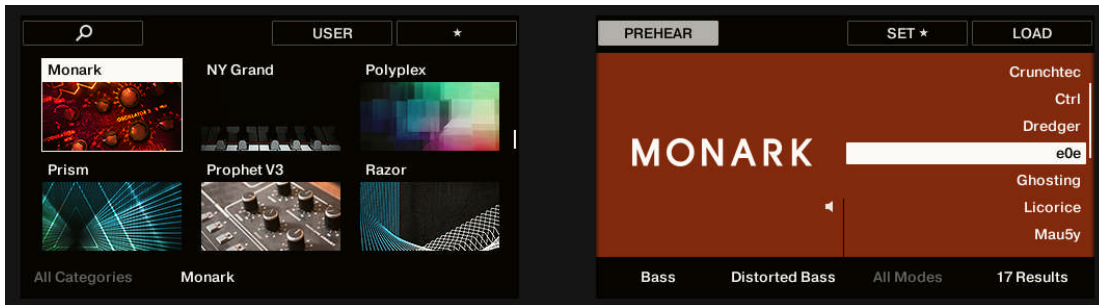 USER ★
Monark NY Grand Polyplex
OSCILLATORS
Prism Prophet V3 Razor
All Categories Monark
PREHEAR SET ★ LOAD
Crunchtec
Ctrl
Dredger
MONARK
e0e
Ghosting
Licorice
Mau5y
Bass Distorted Bass All Modes 17 Results